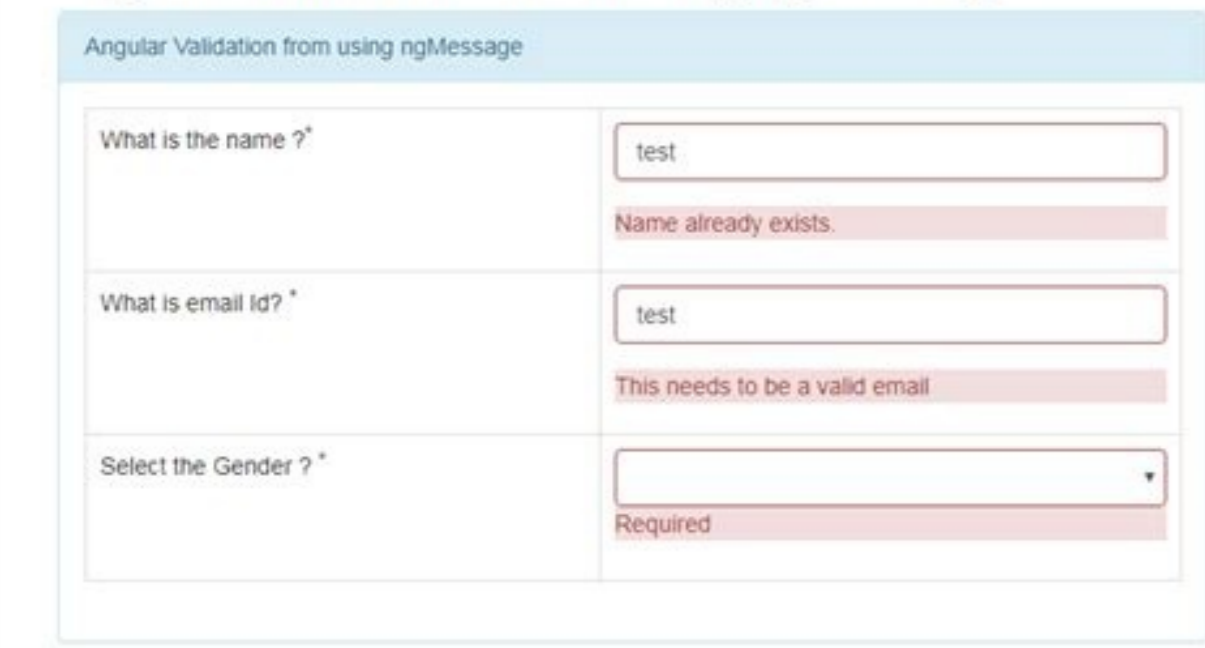 Angular Validation from using ngMessage
What is the name ?*
test
Name already exists.
What is email Id? *
test
This needs to be a valid email
Select the Gender ? *
Required